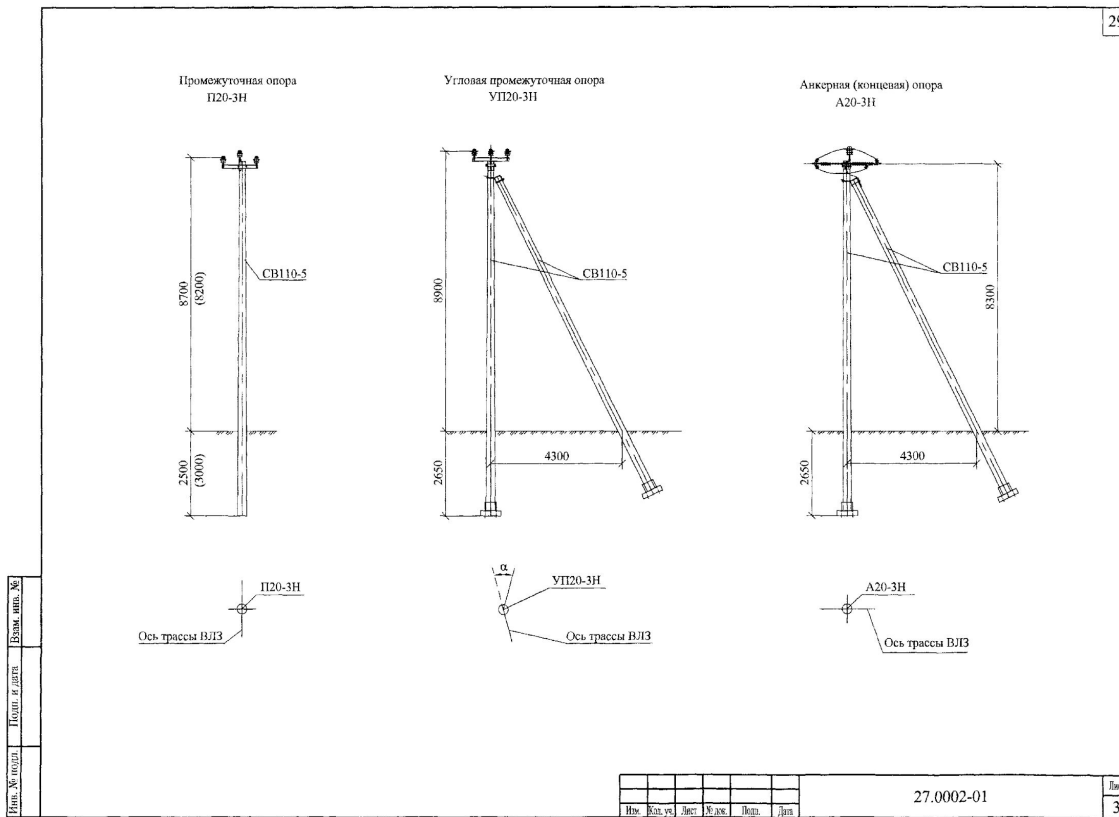 29
Промежуточная опора
П20-3Н
Угловая промежуточная опора
УП20-3Н
Анкерная (концевая) опора
А20-3Н
СВ110-5
8700
(8200)
2500
(3000)
СВ110-5
8900
2650
4300
СВ110-5
8300
2650
4300
П20-3Н
Ось трассы ВЛЗ
α
УП20-3Н
Ось трассы ВЛЗ
А20-3Н
Ось трассы ВЛЗ
Взам. инв. №
Подп. и дата
Инв. № подл.
Изм. Кол. уч. Лист № док. Подп. Дата
27.0002-01
3